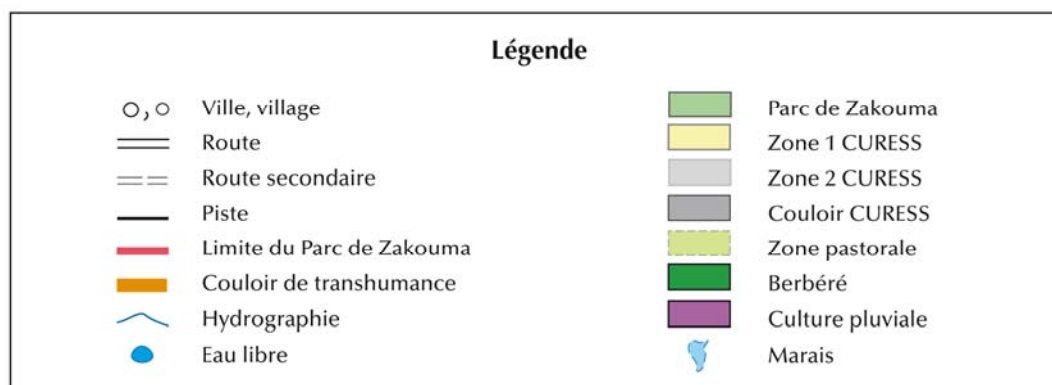 Légende
Ville, village
Route
Route secondaire
Piste
Limite du Parc de Zakouma
Couloir de transhumance
Hydrographie
Eau libre
Parc de Zakouma
Zone 1 CURESS
Zone 2 CURESS
Couloir CURESS
Zone pastorale
Berbéré
Culture pluviale
Marais